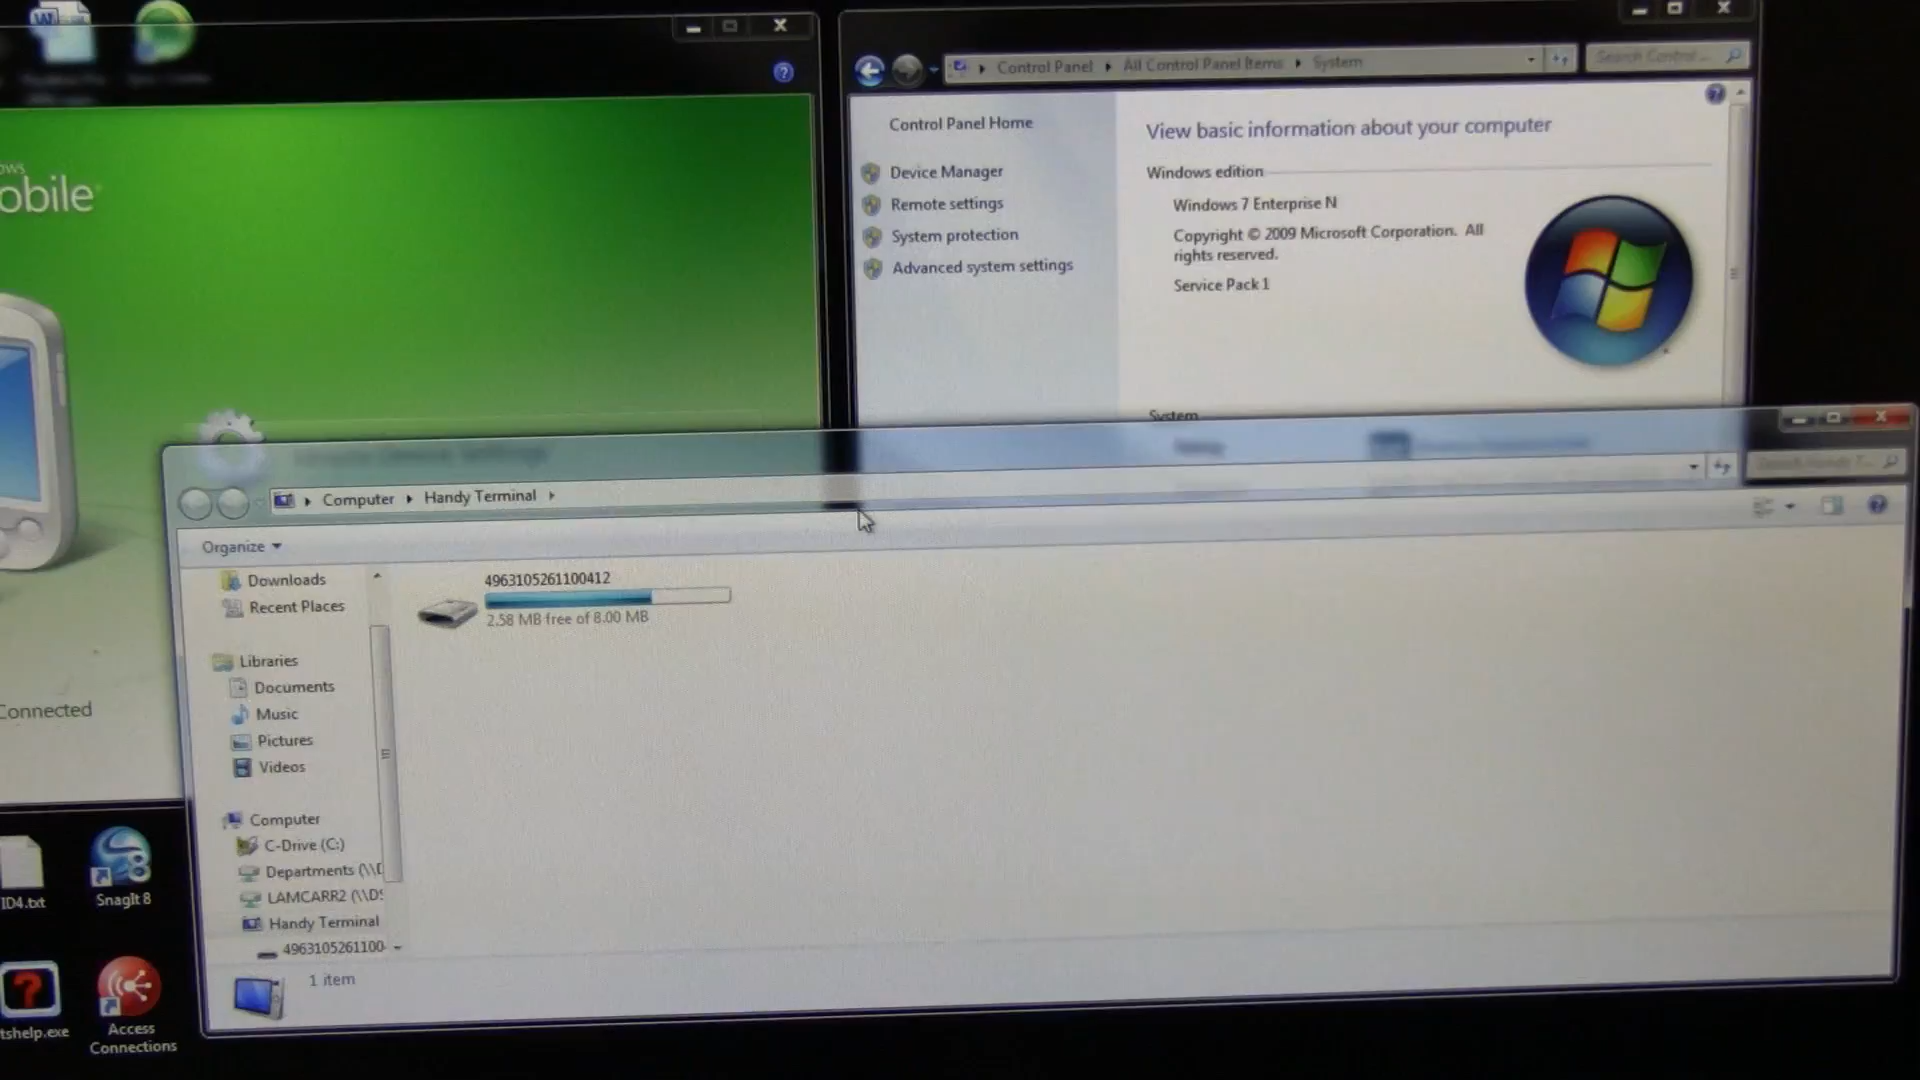 obile
Connected
Control Panel ▸ All Control Panel Items ▸ System
Search Control ...
Control Panel Home
Device Manager
Remote settings
System protection
Advanced system settings
View basic information about your computer
Windows edition
Windows 7 Enterprise N
Copyright © 2009 Microsoft Corporation. All
rights reserved.
Service Pack 1
System
Computer ▸ Handy Terminal ▸
Organize
Downloads
Recent Places
Libraries
Documents
Music
Pictures
Videos
Computer
C-Drive (C:)
Departments (\\D
LAMCARR2 (\\DS
Handy Terminal
4963105261100
4963105261100412
2.58 MB free of 8.00 MB
1 item
ID4.txt
SnagIt 8
tshelp.exe
Access
Connections